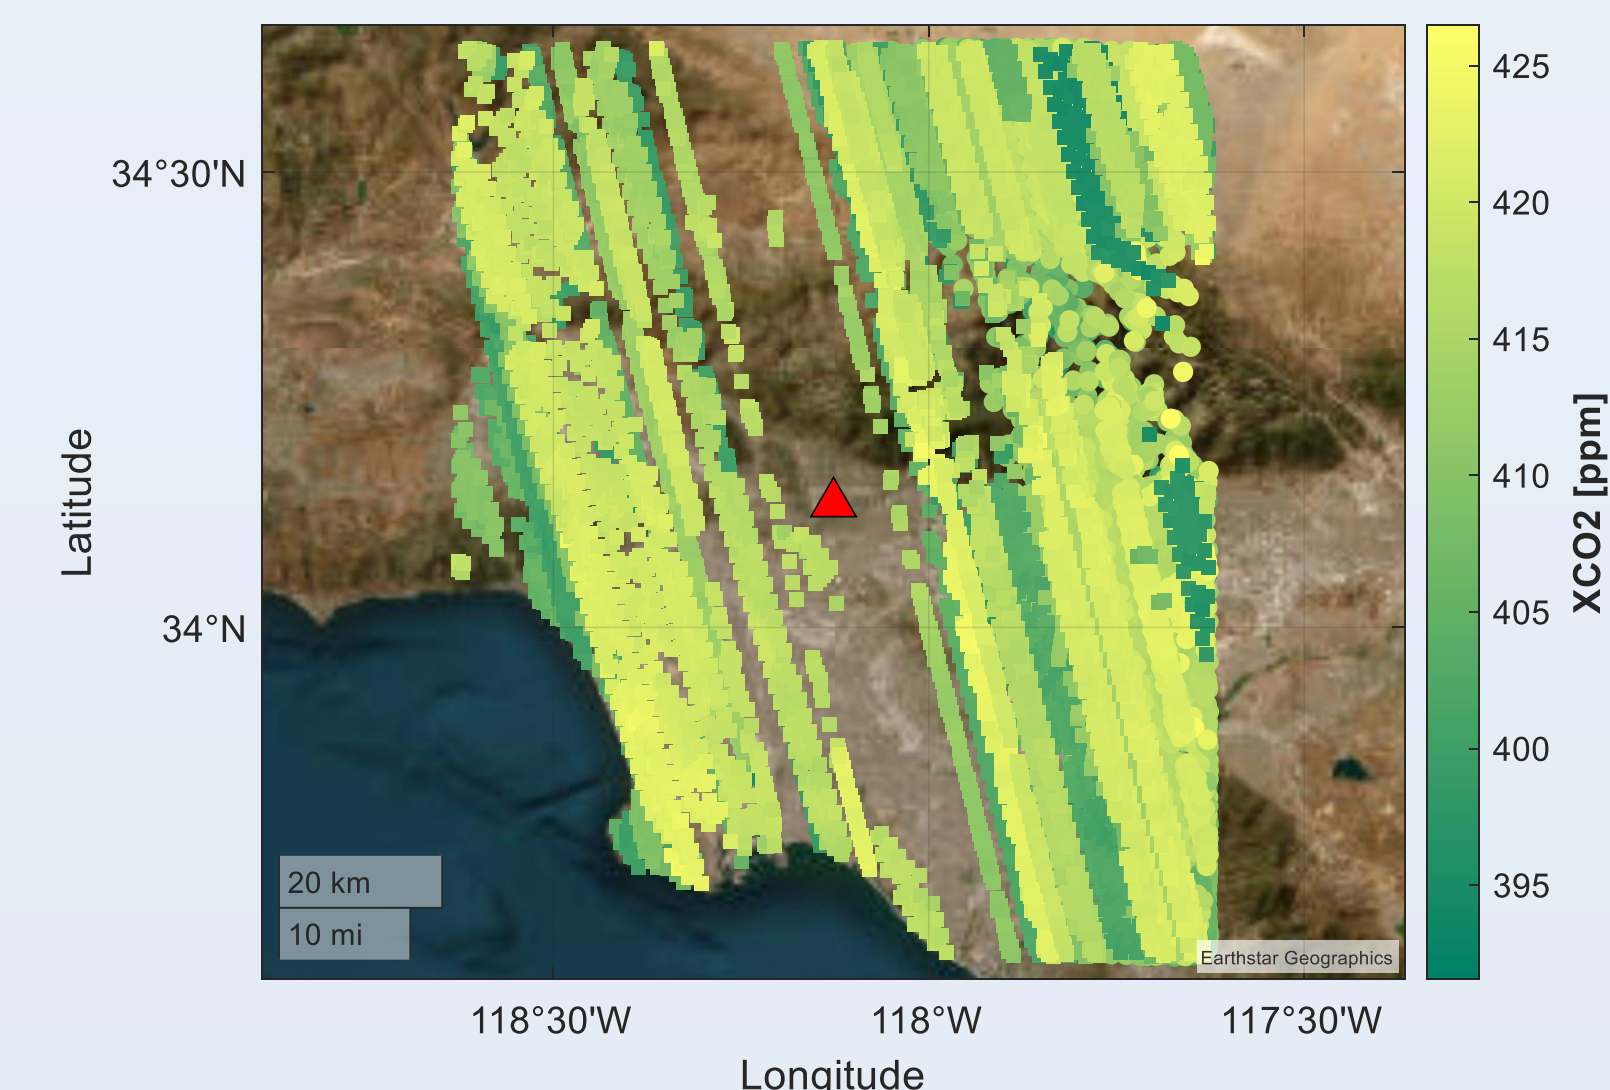 34°30'N
34°N
Latitude
20 km
10 mi
Earthstar Geographics
118°30'W
118°W
117°30'W
Longitude
425
420
415
410
405
400
395
XCO2 [ppm]